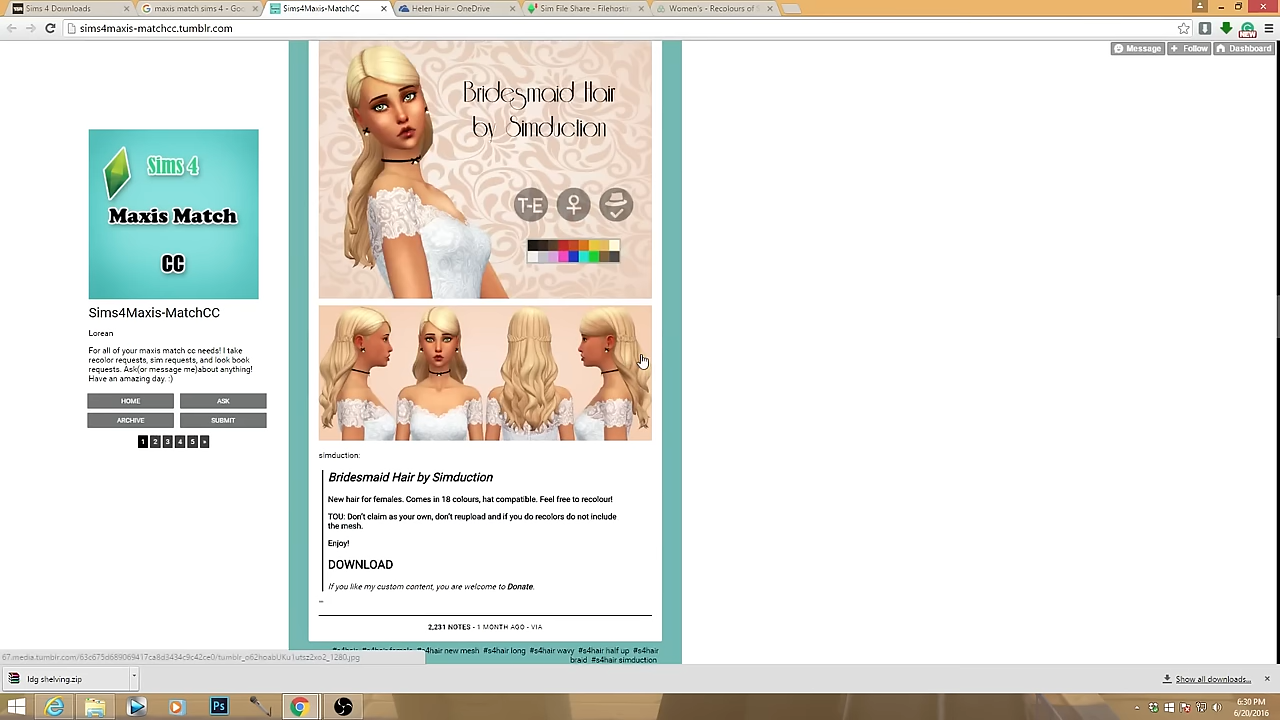 Sims 4 Downloads
maxis match sims 4 - Goo
Sims4Maxis-MatchCC
Helen Hair - OneDrive
Sim File Share - Filehostin
Women's - Recolours of S
sims4maxis-matchcc.tumblr.com
NEW
Message
Follow
Dashboard
Bridesmaid Hair
by Simduction
T-E
Sims 4
Maxis Match
CC
Sims4Maxis-MatchCC
Lorean
For all of your maxis match cc needs! I take
recolor requests, sim requests, and look book
requests. Ask(or message me)about anything!
Have an amazing day. :)
HOME
ASK
ARCHIVE
SUBMIT
1 2 3 4 5 »
simduction:
Bridesmaid Hair by Simduction
New hair for females. Comes in 18 colours, hat compatible. Feel free to recolour!
TOU: Don't claim as your own, don't reupload and if you do recolors do not include
the mesh.
Enjoy!
DOWNLOAD
If you like my custom content, you are welcome to Donate.
2,231 NOTES - 1 MONTH AGO - VIA
#s4hair new mesh #s4hair long #s4hair wavy #s4hair half up #s4hair
braid #s4hair simduction
ldg shelving.zip
Show all downloads...
Ps
6:30 PM
6/20/2016